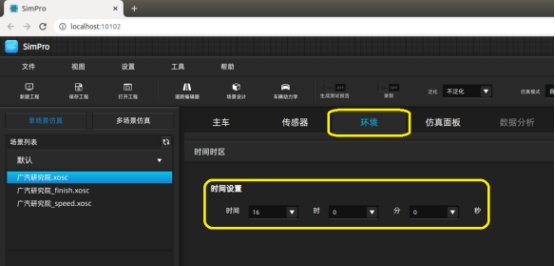 SimPro
localhost:10102
SimPro
文件 视图 设置 工具 帮助
新建工程 保存工程 打开工程 道路编辑器 场景设计 车辆动力学 生成测试报告 录制 泛化 不泛化 仿真模式
单场景仿真 多场景仿真 主车 传感器 环境 仿真面板 数据分析
场景列表
时间时区
默认
广汽研究院.xosc
广汽研究院_finish.xosc
广汽研究院_speed.xosc
时间设置
时间 16 时 0 分 0 秒